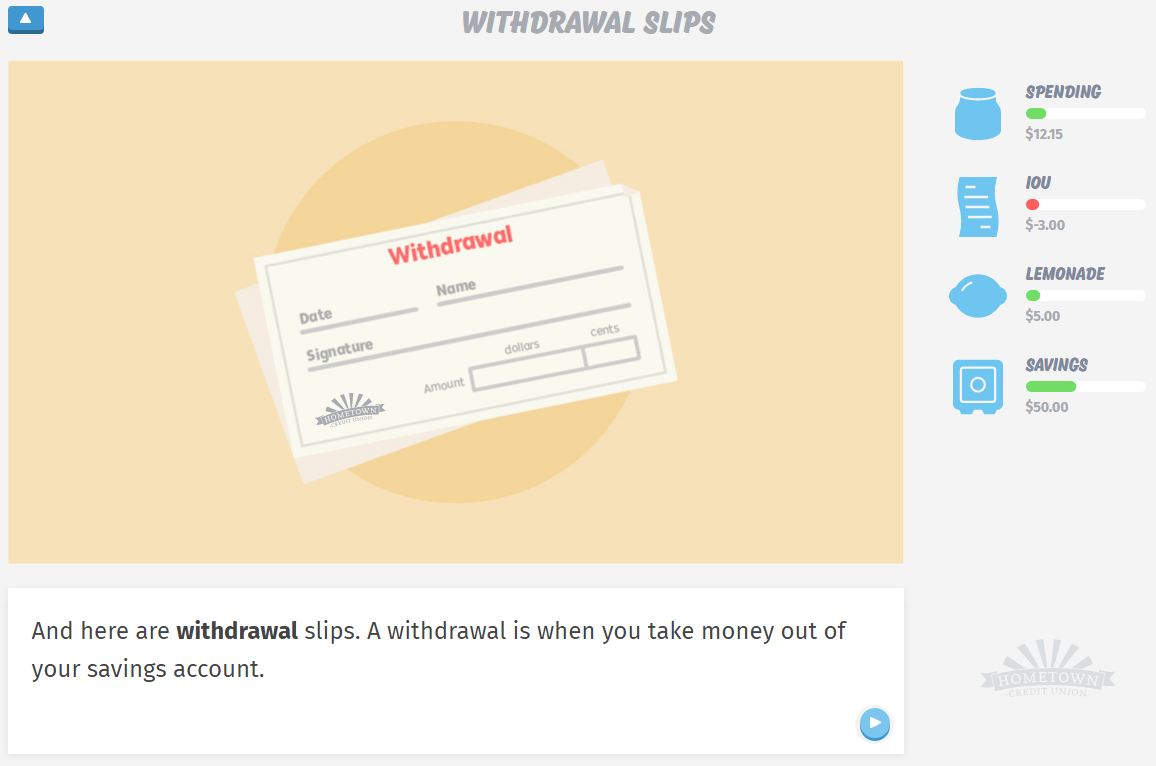 WITHDRAWAL SLIPS
Withdrawal
Date
Name
Signature
dollars
cents
Amount
HOMETOWN
CREDIT UNION
And here are withdrawal slips. A withdrawal is when you take money out of
your savings account.
SPENDING
$12.15
IOU
$-3.00
LEMONADE
$5.00
SAVINGS
$50.00
HOMETOWN
CREDIT UNION